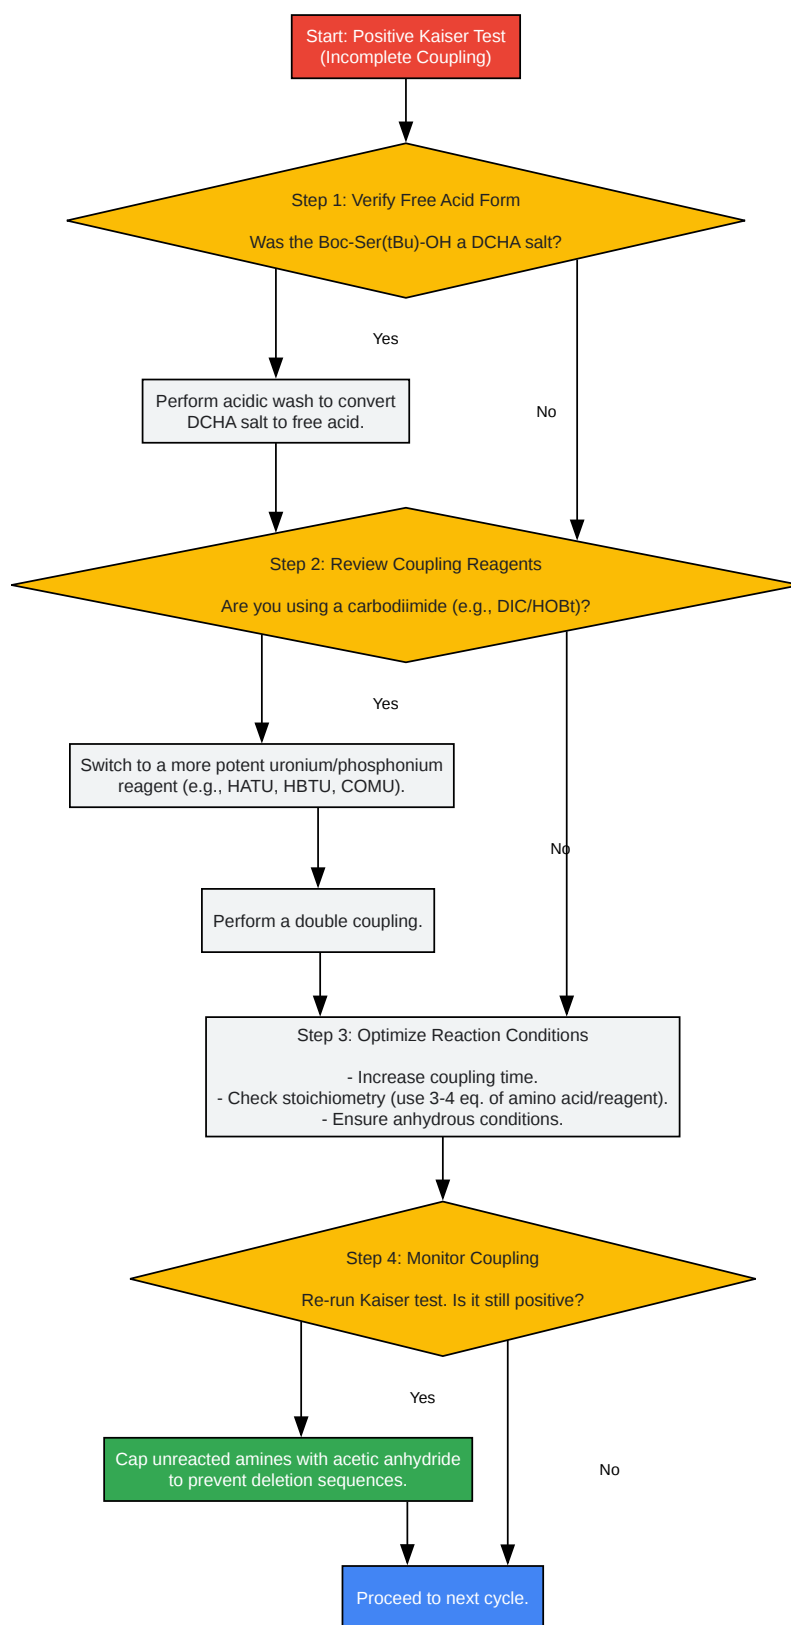 Start: Positive Kaiser Test
(Incomplete Coupling)
Step 1: Verify Free Acid Form
Was the Boc-Ser(tBu)-OH a DCHA salt?
Yes
Perform acidic wash to convert
DCHA salt to free acid.
No
Step 2: Review Coupling Reagents
Are you using a carbodiimide (e.g., DIC/HOBt)?
Yes
Switch to a more potent uronium/phosphonium
reagent (e.g., HATU, HBTU, COMU).
No
Perform a double coupling.
Step 3: Optimize Reaction Conditions
- Increase coupling time.
- Check stoichiometry (use 3-4 eq. of amino acid/reagent).
- Ensure anhydrous conditions.
Step 4: Monitor Coupling
Re-run Kaiser test. Is it still positive?
Yes
Cap unreacted amines with acetic anhydride
to prevent deletion sequences.
No
Proceed to next cycle.